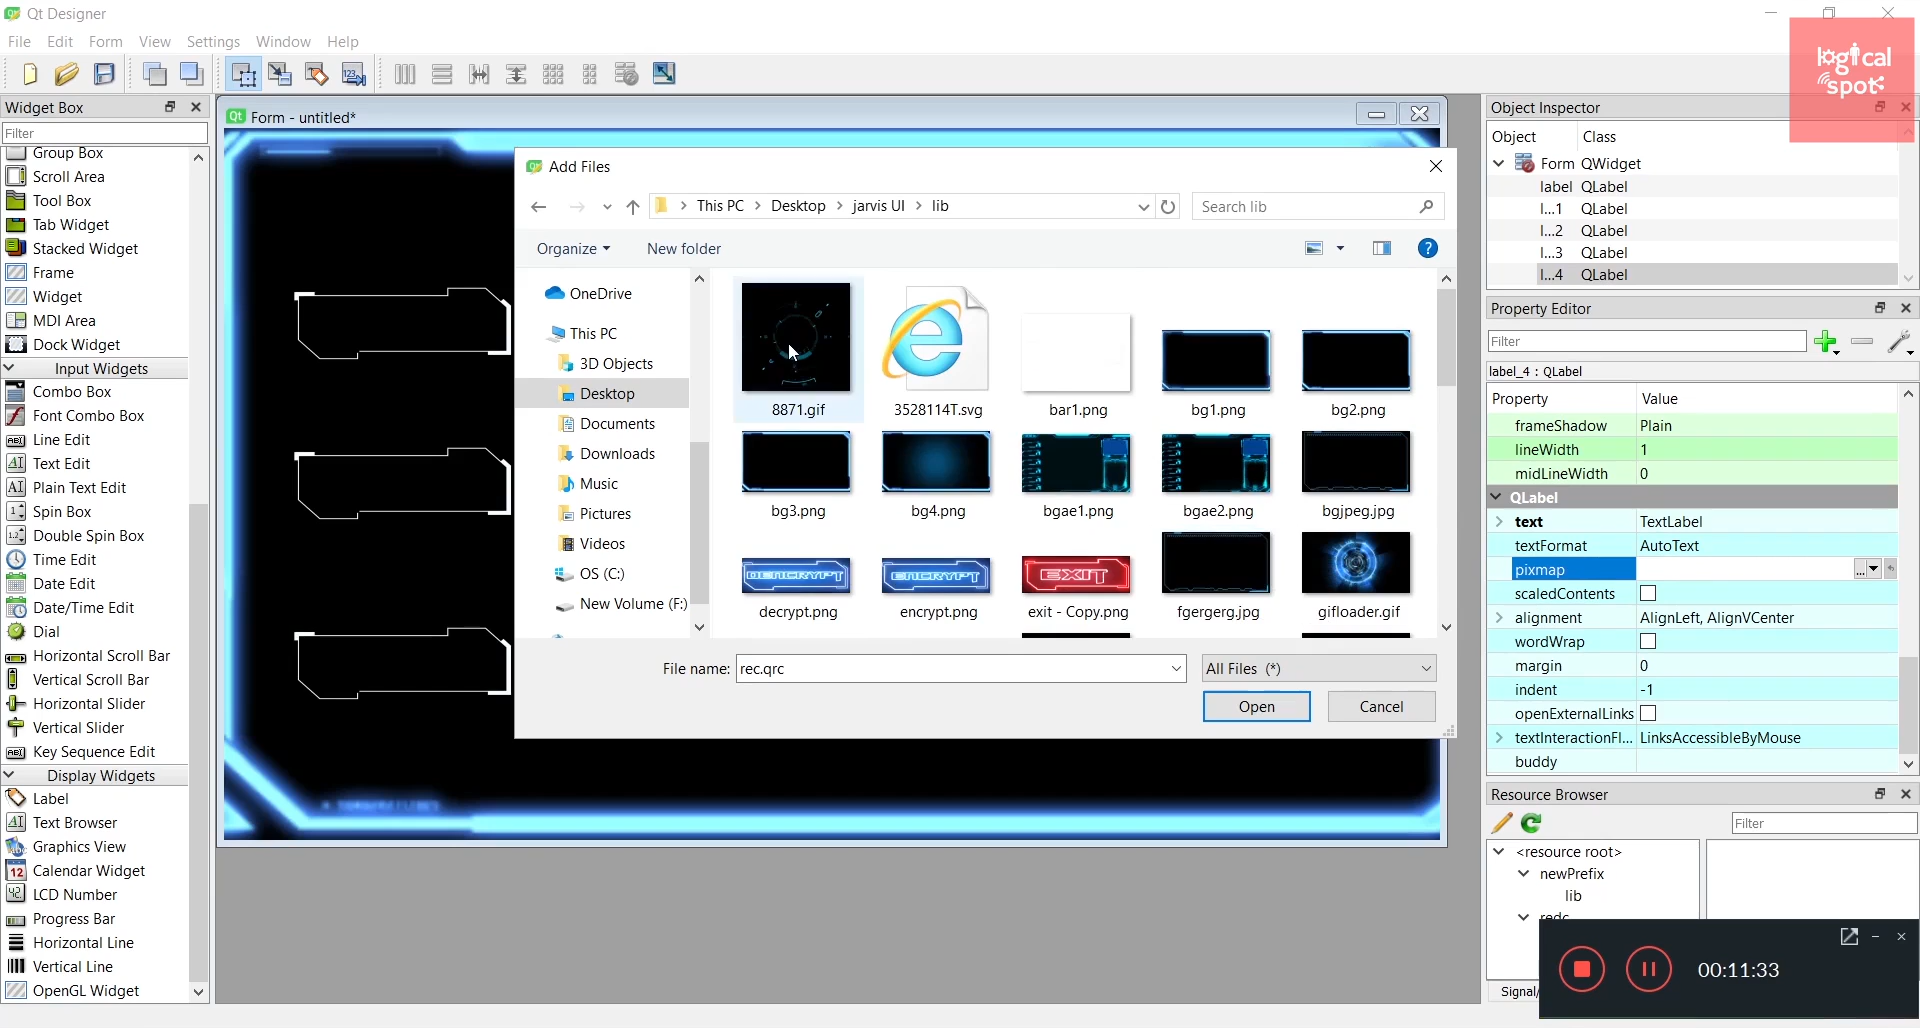 Qt Designer
File Edit Form View Settings Window Help
logical
spot
Widget Box
Filter
Group Box
Scroll Area
Tool Box
Tab Widget
Stacked Widget
Frame
Widget
MDI Area
Dock Widget
Input Widgets
Combo Box
Font Combo Box
Line Edit
Text Edit
Plain Text Edit
Spin Box
Double Spin Box
Time Edit
Date Edit
Date/Time Edit
Dial
Horizontal Scroll Bar
Vertical Scroll Bar
Horizontal Slider
Vertical Slider
Key Sequence Edit
Display Widgets
Label
Text Browser
Graphics View
Calendar Widget
LCD Number
Progress Bar
Horizontal Line
Vertical Line
OpenGL Widget
Form - untitled*
Add Files
This PC > Desktop > jarvis UI > lib
Search lib
Organize New folder
OneDrive
This PC
3D Objects
Desktop
Documents
Downloads
Music
Pictures
Videos
OS (C:)
New Volume (F:)
8871.gif 3528114T.svg bar1.png bg1.png bg2.png
bg3.png bg4.png bgae1.png bgae2.png bgjpeg.jpg
DENCRYPT ENCRYPT EXIT
decrypt.png encrypt.png exit - Copy.png fgergerg.jpg gifloader.gif
File name: rec.qrc All Files (*)
Open Cancel
Object Inspector
Object Class
Form QWidget
label QLabel
l...1 QLabel
l...2 QLabel
l...3 QLabel
l...4 QLabel
Property Editor
Filter
label_4 : QLabel
Property Value
frameShadow Plain
lineWidth 1
midLineWidth 0
QLabel
text TextLabel
textFormat AutoText
pixmap ...
scaledContents
alignment AlignLeft, AlignVCenter
wordWrap
margin 0
indent -1
openExternalLinks
textInteractionFl... LinksAccessibleByMouse
buddy
Resource Browser
Filter
<resource root>
newPrefix
lib
redc
Signal/
00:11:33